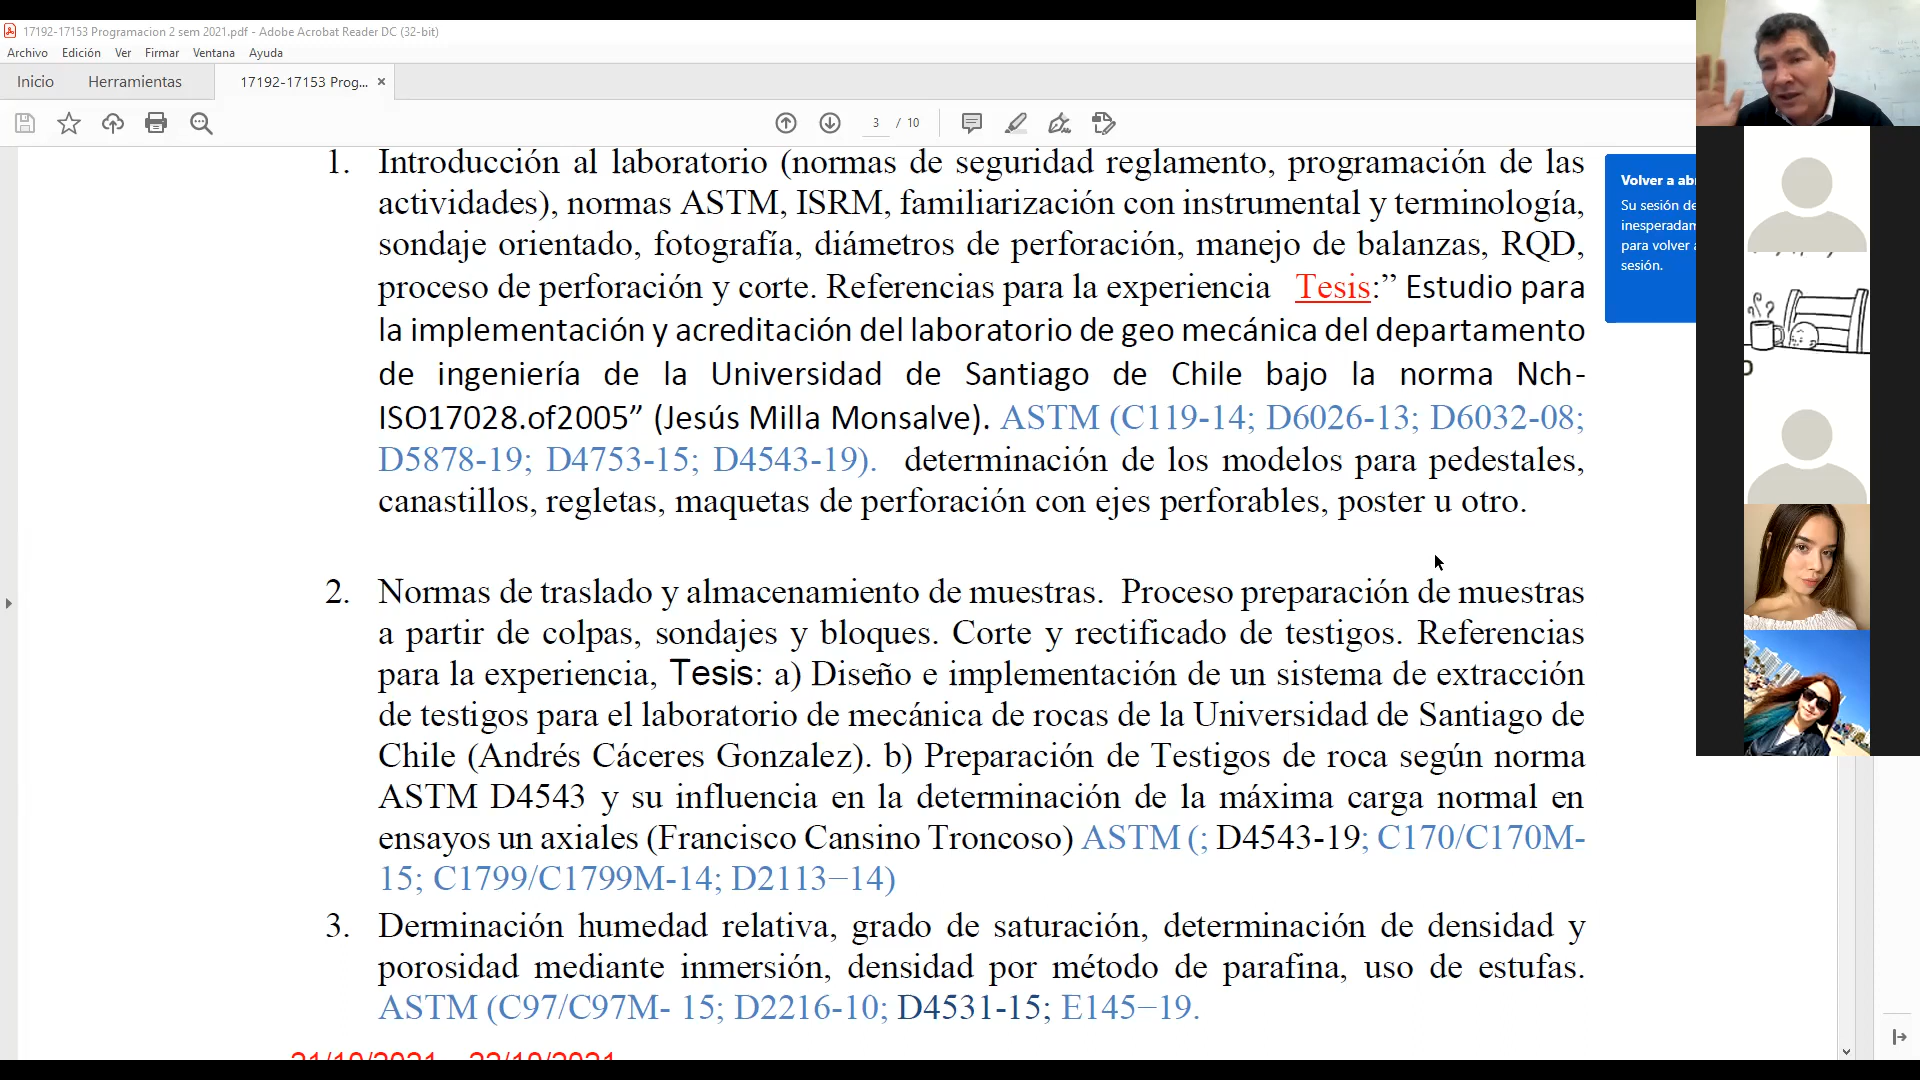 17192-17153 Programacion 2 sem 2021.pdf - Adobe Acrobat Reader DC (32-bit)
Archivo Edición Ver Firmar Ventana Ayuda
Inicio Herramientas 17192-17153 Prog... ×
3 / 10
1. Introducción al laboratorio (normas de seguridad reglamento, programación de las
actividades), normas ASTM, ISRM, familiarización con instrumental y terminología,
sondaje orientado, fotografía, diámetros de perforación, manejo de balanzas, RQD,
proceso de perforación y corte. Referencias para la experiencia Tesis:” Estudio para
la implementación y acreditación del laboratorio de geo mecánica del departamento
de ingeniería de la Universidad de Santiago de Chile bajo la norma Nch-
ISO17028.of2005” (Jesús Milla Monsalve). ASTM (C119-14; D6026-13; D6032-08;
D5878-19; D4753-15; D4543-19). determinación de los modelos para pedestales,
canastillos, regletas, maquetas de perforación con ejes perforables, poster u otro.
2. Normas de traslado y almacenamiento de muestras. Proceso preparación de muestras
a partir de colpas, sondajes y bloques. Corte y rectificado de testigos. Referencias
para la experiencia, Tesis: a) Diseño e implementación de un sistema de extracción
de testigos para el laboratorio de mecánica de rocas de la Universidad de Santiago de
Chile (Andrés Cáceres Gonzalez). b) Preparación de Testigos de roca según norma
ASTM D4543 y su influencia en la determinación de la máxima carga normal en
ensayos un axiales (Francisco Cansino Troncoso) ASTM (; D4543-19; C170/C170M-
15; C1799/C1799M-14; D2113−14)
3. Derminación humedad relativa, grado de saturación, determinación de densidad y
porosidad mediante inmersión, densidad por método de parafina, uso de estufas.
ASTM (C97/C97M- 15; D2216-10; D4531-15; E145−19.
21/10/2021 - 22/10/2021
Volver a
Su sesión
para volver
sesión.